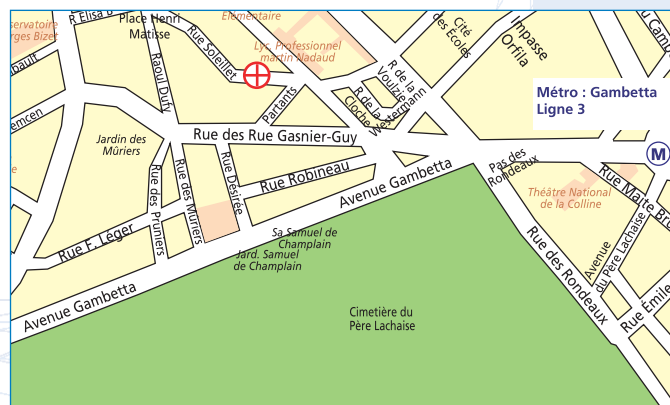 Elémentaire
R Elisa B
Place Henri
Matisse
servatoire
rges Bizet
Rue Soleillet
Lyc. Professionnel
martin Nadaud
Cité
des Écoles
Impasse
Orfila
bault
Raoul Dufy
R de la
Voulzie
Métro : Gambetta
Ligne 3
emcen
Partants
R de la
Cloche
Westermann
Jardin des
Mûriers
Rue des Rue Gasnier-Guy
M
Pas des
Rondeaux
Rue des Pruniers
Rue des Mûriers
Rue Désirée
Rue Robineau
Avenue Gambetta
Théâtre National
de la Colline
Rue Malte Bru
Rue F. Léger
Sq Samuel de
Champlain
Jard. Samuel
de Champlain
Rue des Rondeaux
Avenue
du Père Lachaise
Avenue Gambetta
Cimetière du
Père Lachaise
Rue Émile